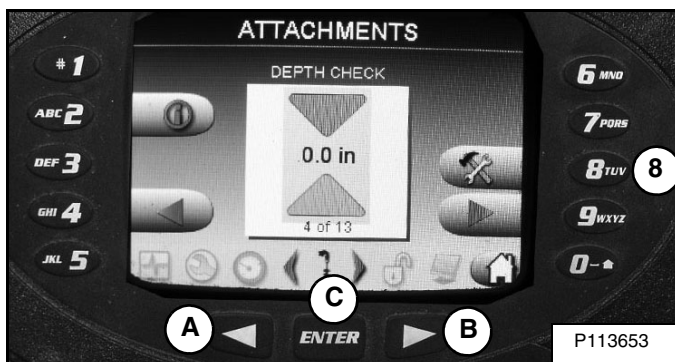 ATTACHMENTS
DEPTH CHECK
0.0 in
4 of 13
# 1
ABC 2
DEF 3
GHI 4
JKL 5
6 MNO
7 PQRS
8 TUV
8
9 WXYZ
0-
A
C
ENTER
B
P113653